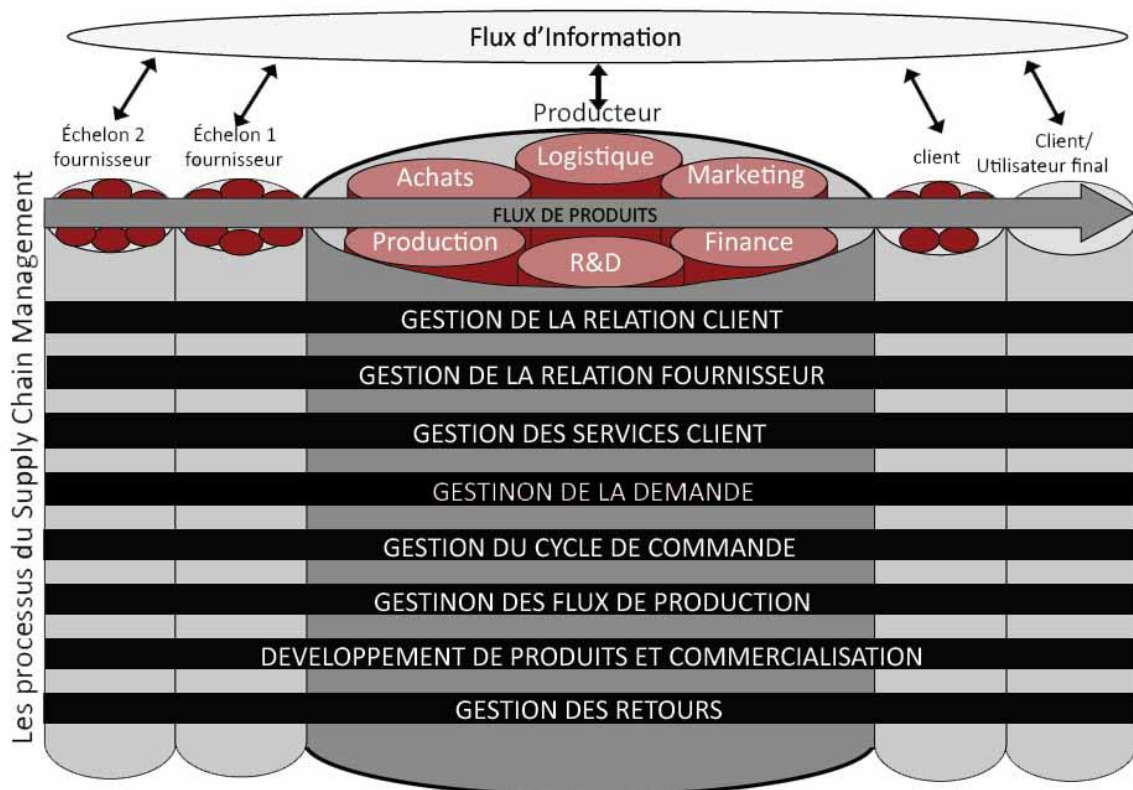 Flux d'Information
Producteur
Échelon 2
fournisseur
Échelon 1
fournisseur
client
Client/
Utilisateur final
Logistique
Achats
Marketing
FLUX DE PRODUITS
Production
R&D
Finance
Les processus du Supply Chain Management
GESTION DE LA RELATION CLIENT
GESTION DE LA RELATION FOURNISSEUR
GESTION DES SERVICES CLIENT
GESTINON DE LA DEMANDE
GESTION DU CYCLE DE COMMANDE
GESTINON DES FLUX DE PRODUCTION
DEVELOPPEMENT DE PRODUITS ET COMMERCIALISATION
GESTION DES RETOURS